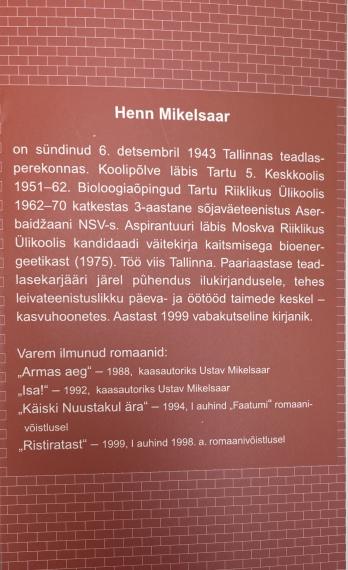 Henn Mikelsaar
on sündinud 6. detsembril 1943 Tallinnas teadlas-
perekonnas. Koolipõlve läbis Tartu 5. Keskkoolis
1951–62. Bioloogiaõpingud Tartu Riiklikus Ülikoolis
1962–70 katkestas 3-aastane sõjaväeteenistus Aser-
baidžaani NSV-s. Aspirantuuri läbis Moskva Riiklikus
Ülikoolis kandidaadi väitekirja kaitsmisega bioener-
geetikast (1975). Töö viis Tallinna. Paariaastase tead-
lasekarjääri järel pühendus ilukirjandusele, tehes
leivateenistuslikku päeva- ja öötööd taimede keskel –
kasvuhoonetes. Aastast 1999 vabakutseline kirjanik.
Varem ilmunud romaanid:
„Armas aeg“ – 1988, kaasautoriks Ustav Mikelsaar
„Isa!“ – 1992, kaasautoriks Ustav Mikelsaar
„Käiski Nuustakul ära“ – 1994, I auhind „Faatumi“ romaani-
võistlusel
„Ristiratast“ – 1999, I auhind 1998. a. romaanivõistlusel